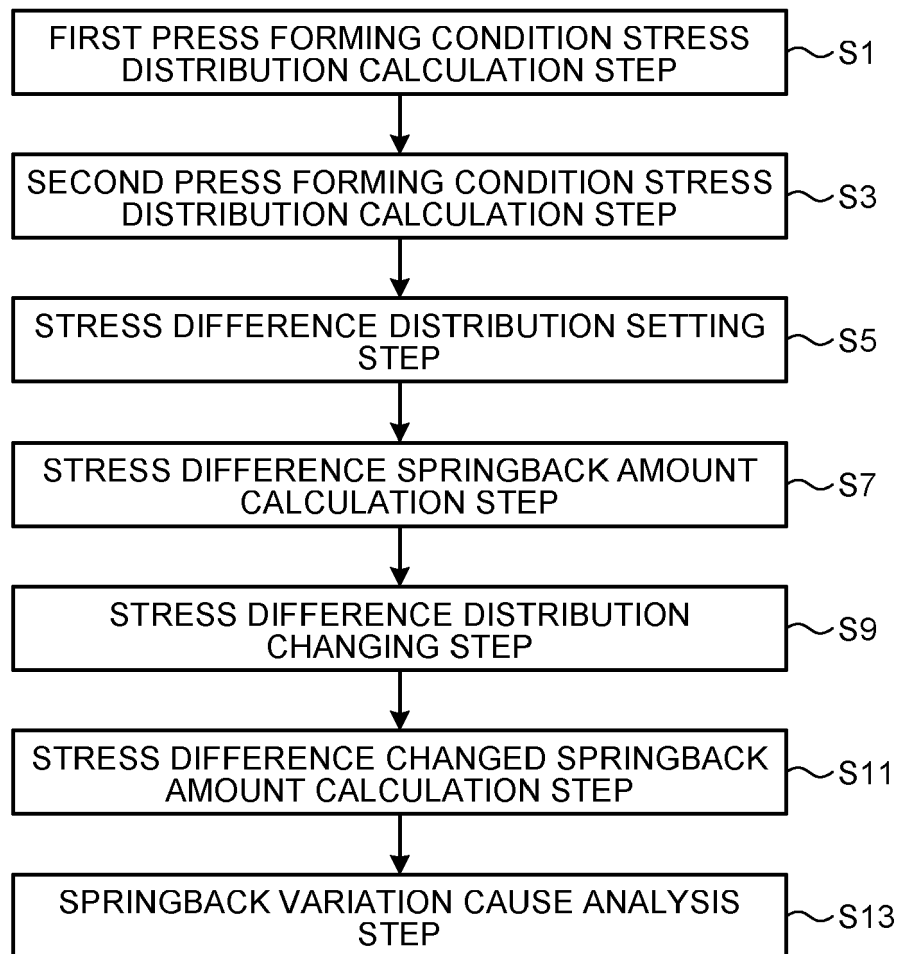 FIRST PRESS FORMING CONDITION STRESS
DISTRIBUTION CALCULATION STEP
S1
SECOND PRESS FORMING CONDITION STRESS
DISTRIBUTION CALCULATION STEP
S3
STRESS DIFFERENCE DISTRIBUTION SETTING
STEP
S5
STRESS DIFFERENCE SPRINGBACK AMOUNT
CALCULATION STEP
S7
STRESS DIFFERENCE DISTRIBUTION
CHANGING STEP
S9
STRESS DIFFERENCE CHANGED SPRINGBACK
AMOUNT CALCULATION STEP
S11
SPRINGBACK VARIATION CAUSE ANALYSIS
STEP
S13